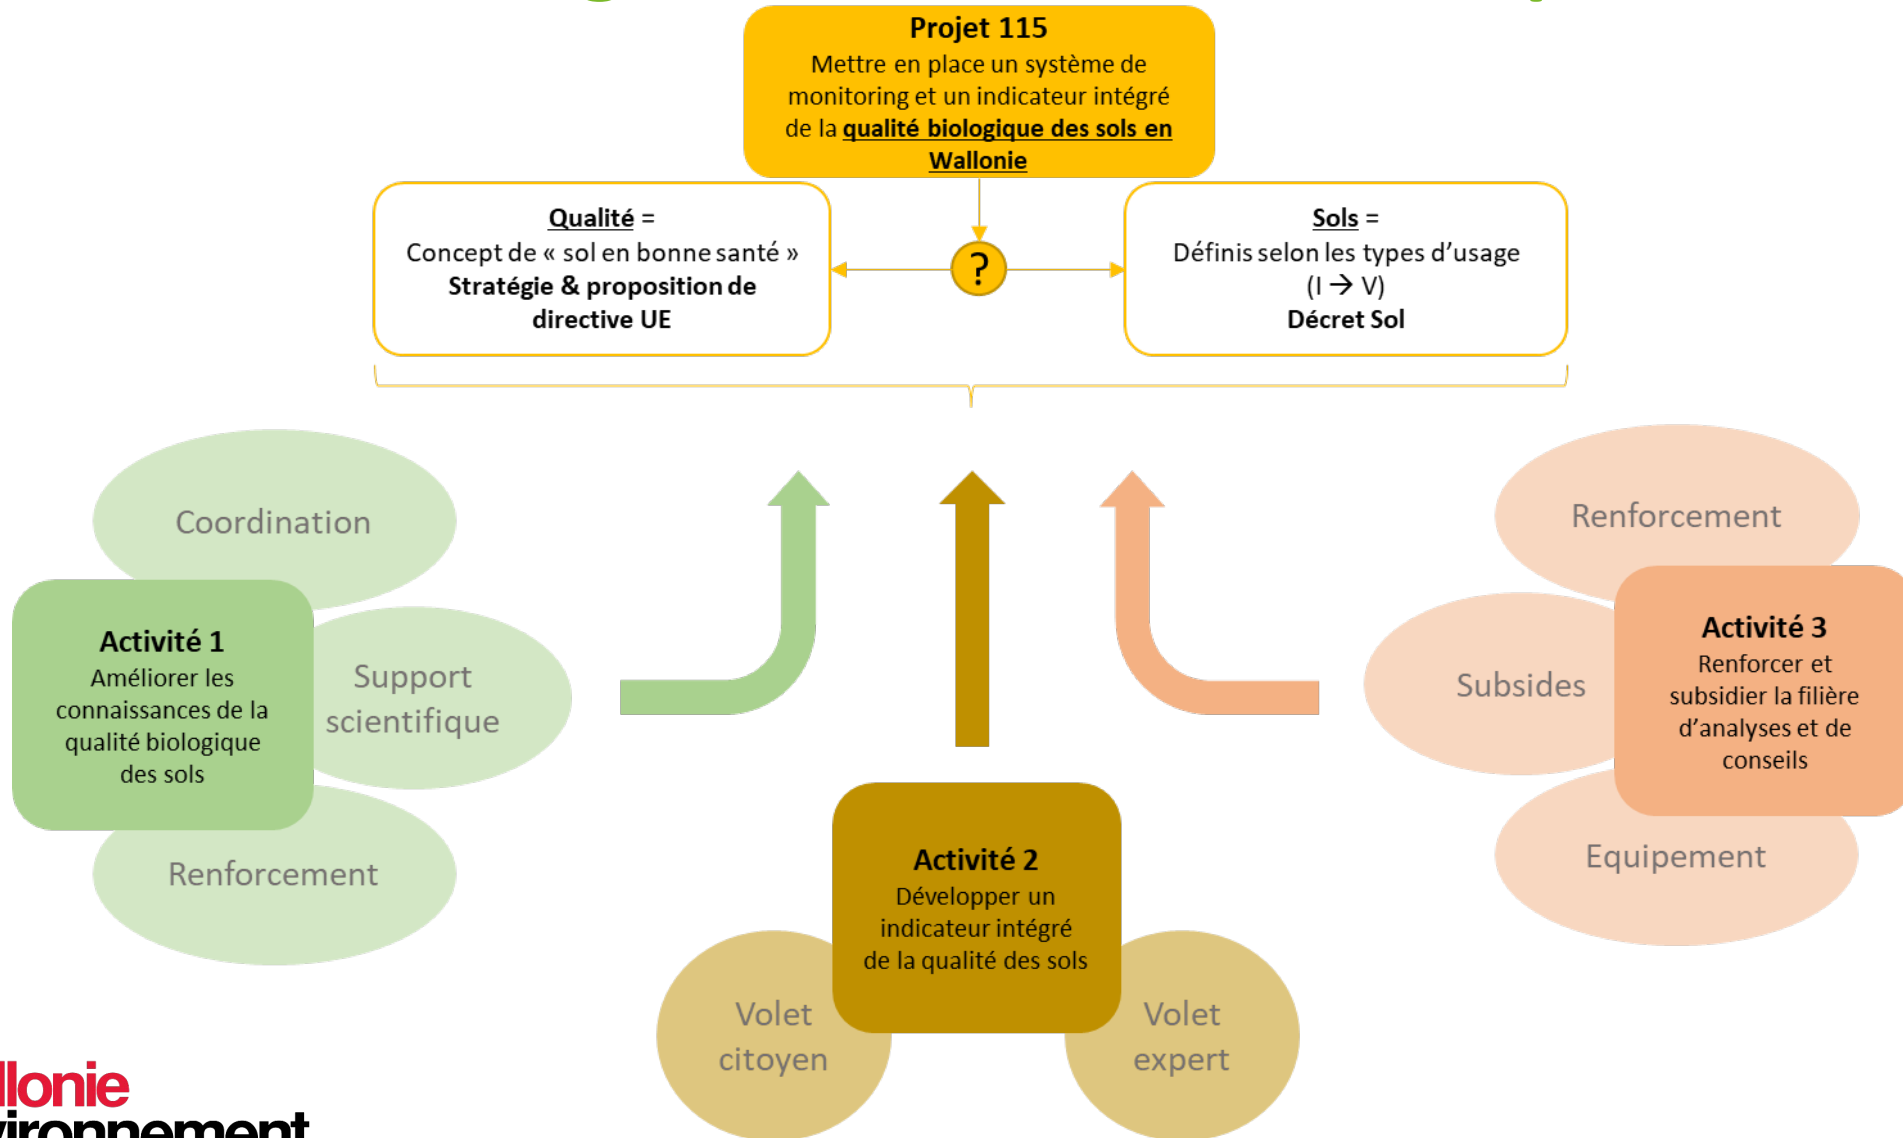 Projet 115
Mettre en place un système de
monitoring et un indicateur intégré
de la qualité biologique des sols en
Wallonie
Qualité =
Concept de « sol en bonne santé »
Stratégie & proposition de
directive UE
?
Sols =
Définis selon les types d'usage
(I → V)
Décret Sol
Coordination
Activité 1
Améliorer les
connaissances de la
qualité biologique
des sols
Support
scientifique
Renforcement
Activité 2
Développer un
indicateur intégré
de la qualité des sols
Volet
citoyen
Volet
expert
Renforcement
Subsides
Activité 3
Renforcer et
subsidier la filière
d'analyses et de
conseils
Equipement
llonie
vironnement